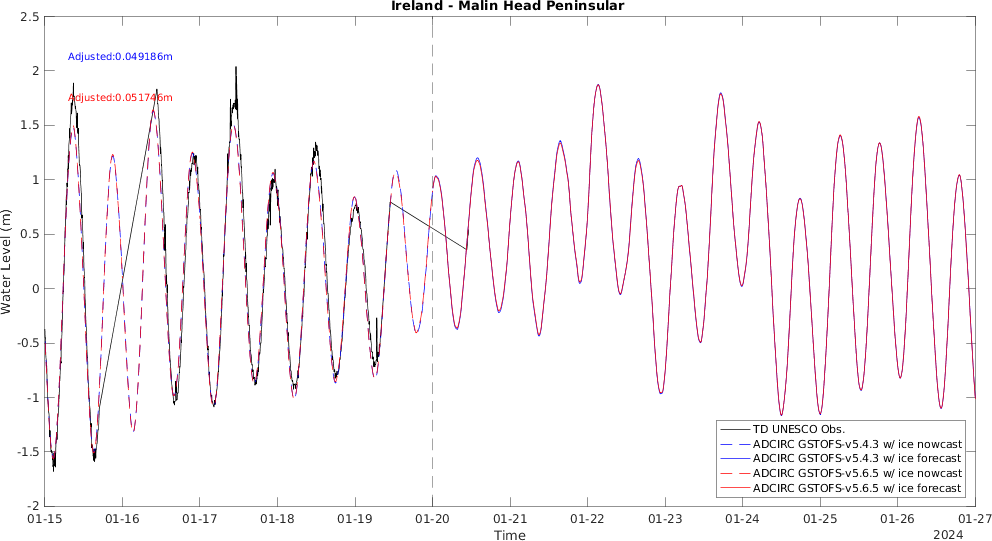 Ireland - Malin Head Peninsular
2.5
2
1.5
1
0.5
0
-0.5
-1
-1.5
-2
Water Level (m)
Adjusted:0.049186m
Adjusted:0.051746m
TD UNESCO Obs.
ADCIRC GSTOFS-v5.4.3 w/ ice nowcast
ADCIRC GSTOFS-v5.4.3 w/ ice forecast
ADCIRC GSTOFS-v5.6.5 w/ ice nowcast
ADCIRC GSTOFS-v5.6.5 w/ ice forecast
01-15 01-16 01-17 01-18 01-19 01-20 01-21 01-22 01-23 01-24 01-25 01-26 01-27
Time
2024